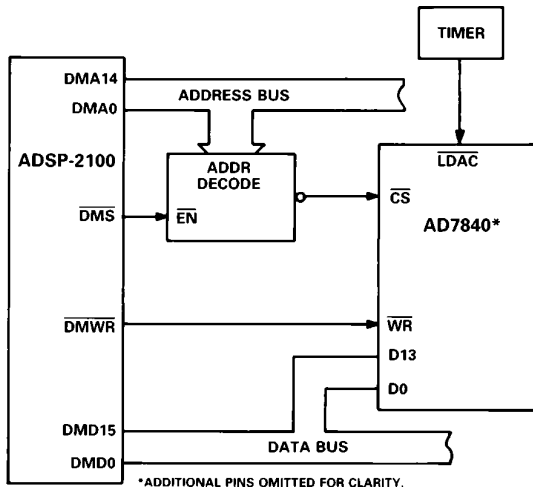 TIMER
DMA14
ADDRESS BUS
DMA0
ADSP-2100
ADDR
DECODE
LDAC
DMS
EN
CS
AD7840*
DMWR
WR
D13
D0
DMD15
DATA BUS
DMD0
*ADDITIONAL PINS OMITTED FOR CLARITY.